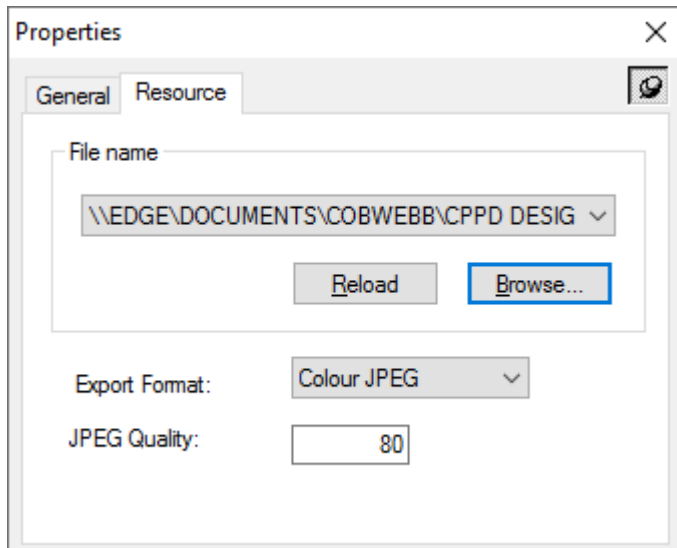 Properties
General
Resource
File name
\\EDGE\DOCUMENTS\COBWEBB\CPPD DESIG
Reload
Browse...
Export Format:
Colour JPEG
JPEG Quality:
80